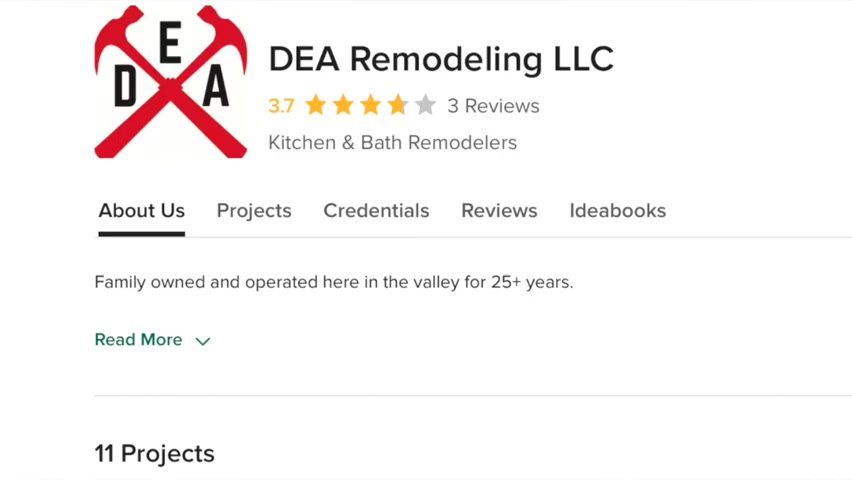 E
D A
DEA Remodeling LLC
3.7 3 Reviews
Kitchen & Bath Remodelers
About Us Projects Credentials Reviews Ideabooks
Family owned and operated here in the valley for 25+ years.
Read More
11 Projects